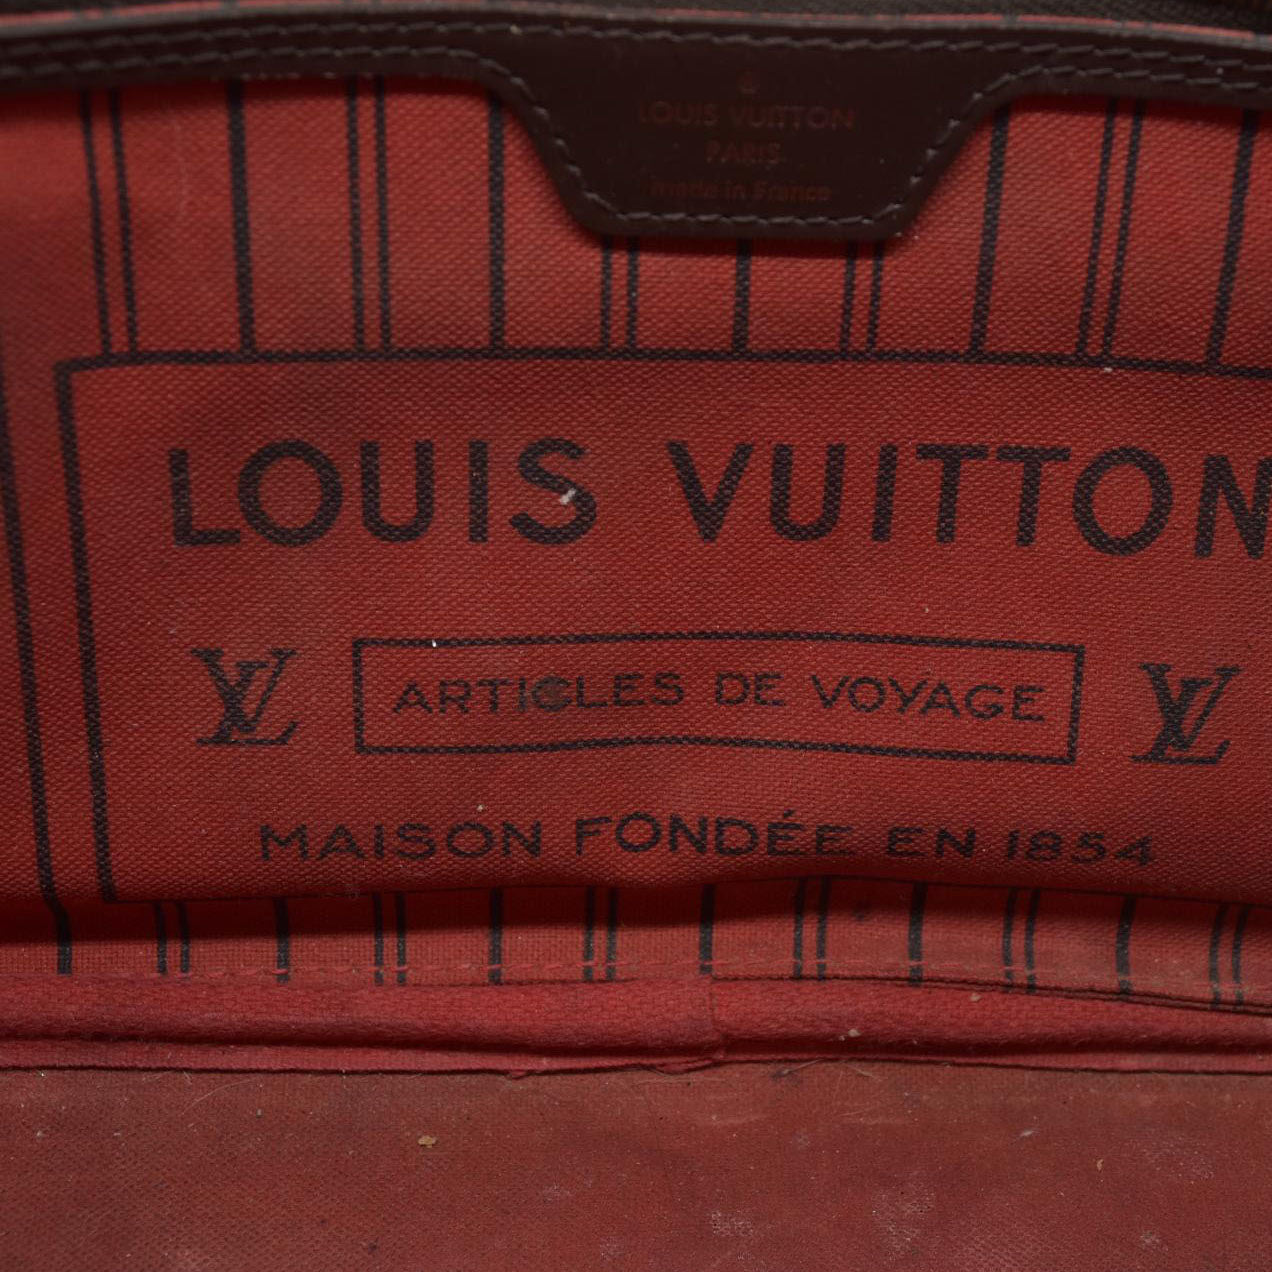 ®
LOUIS VUITTON
PARIS
made in France
LOUIS VUITTON
LV ARTICLES DE VOYAGE LV
MAISON FONDÉE EN 1854